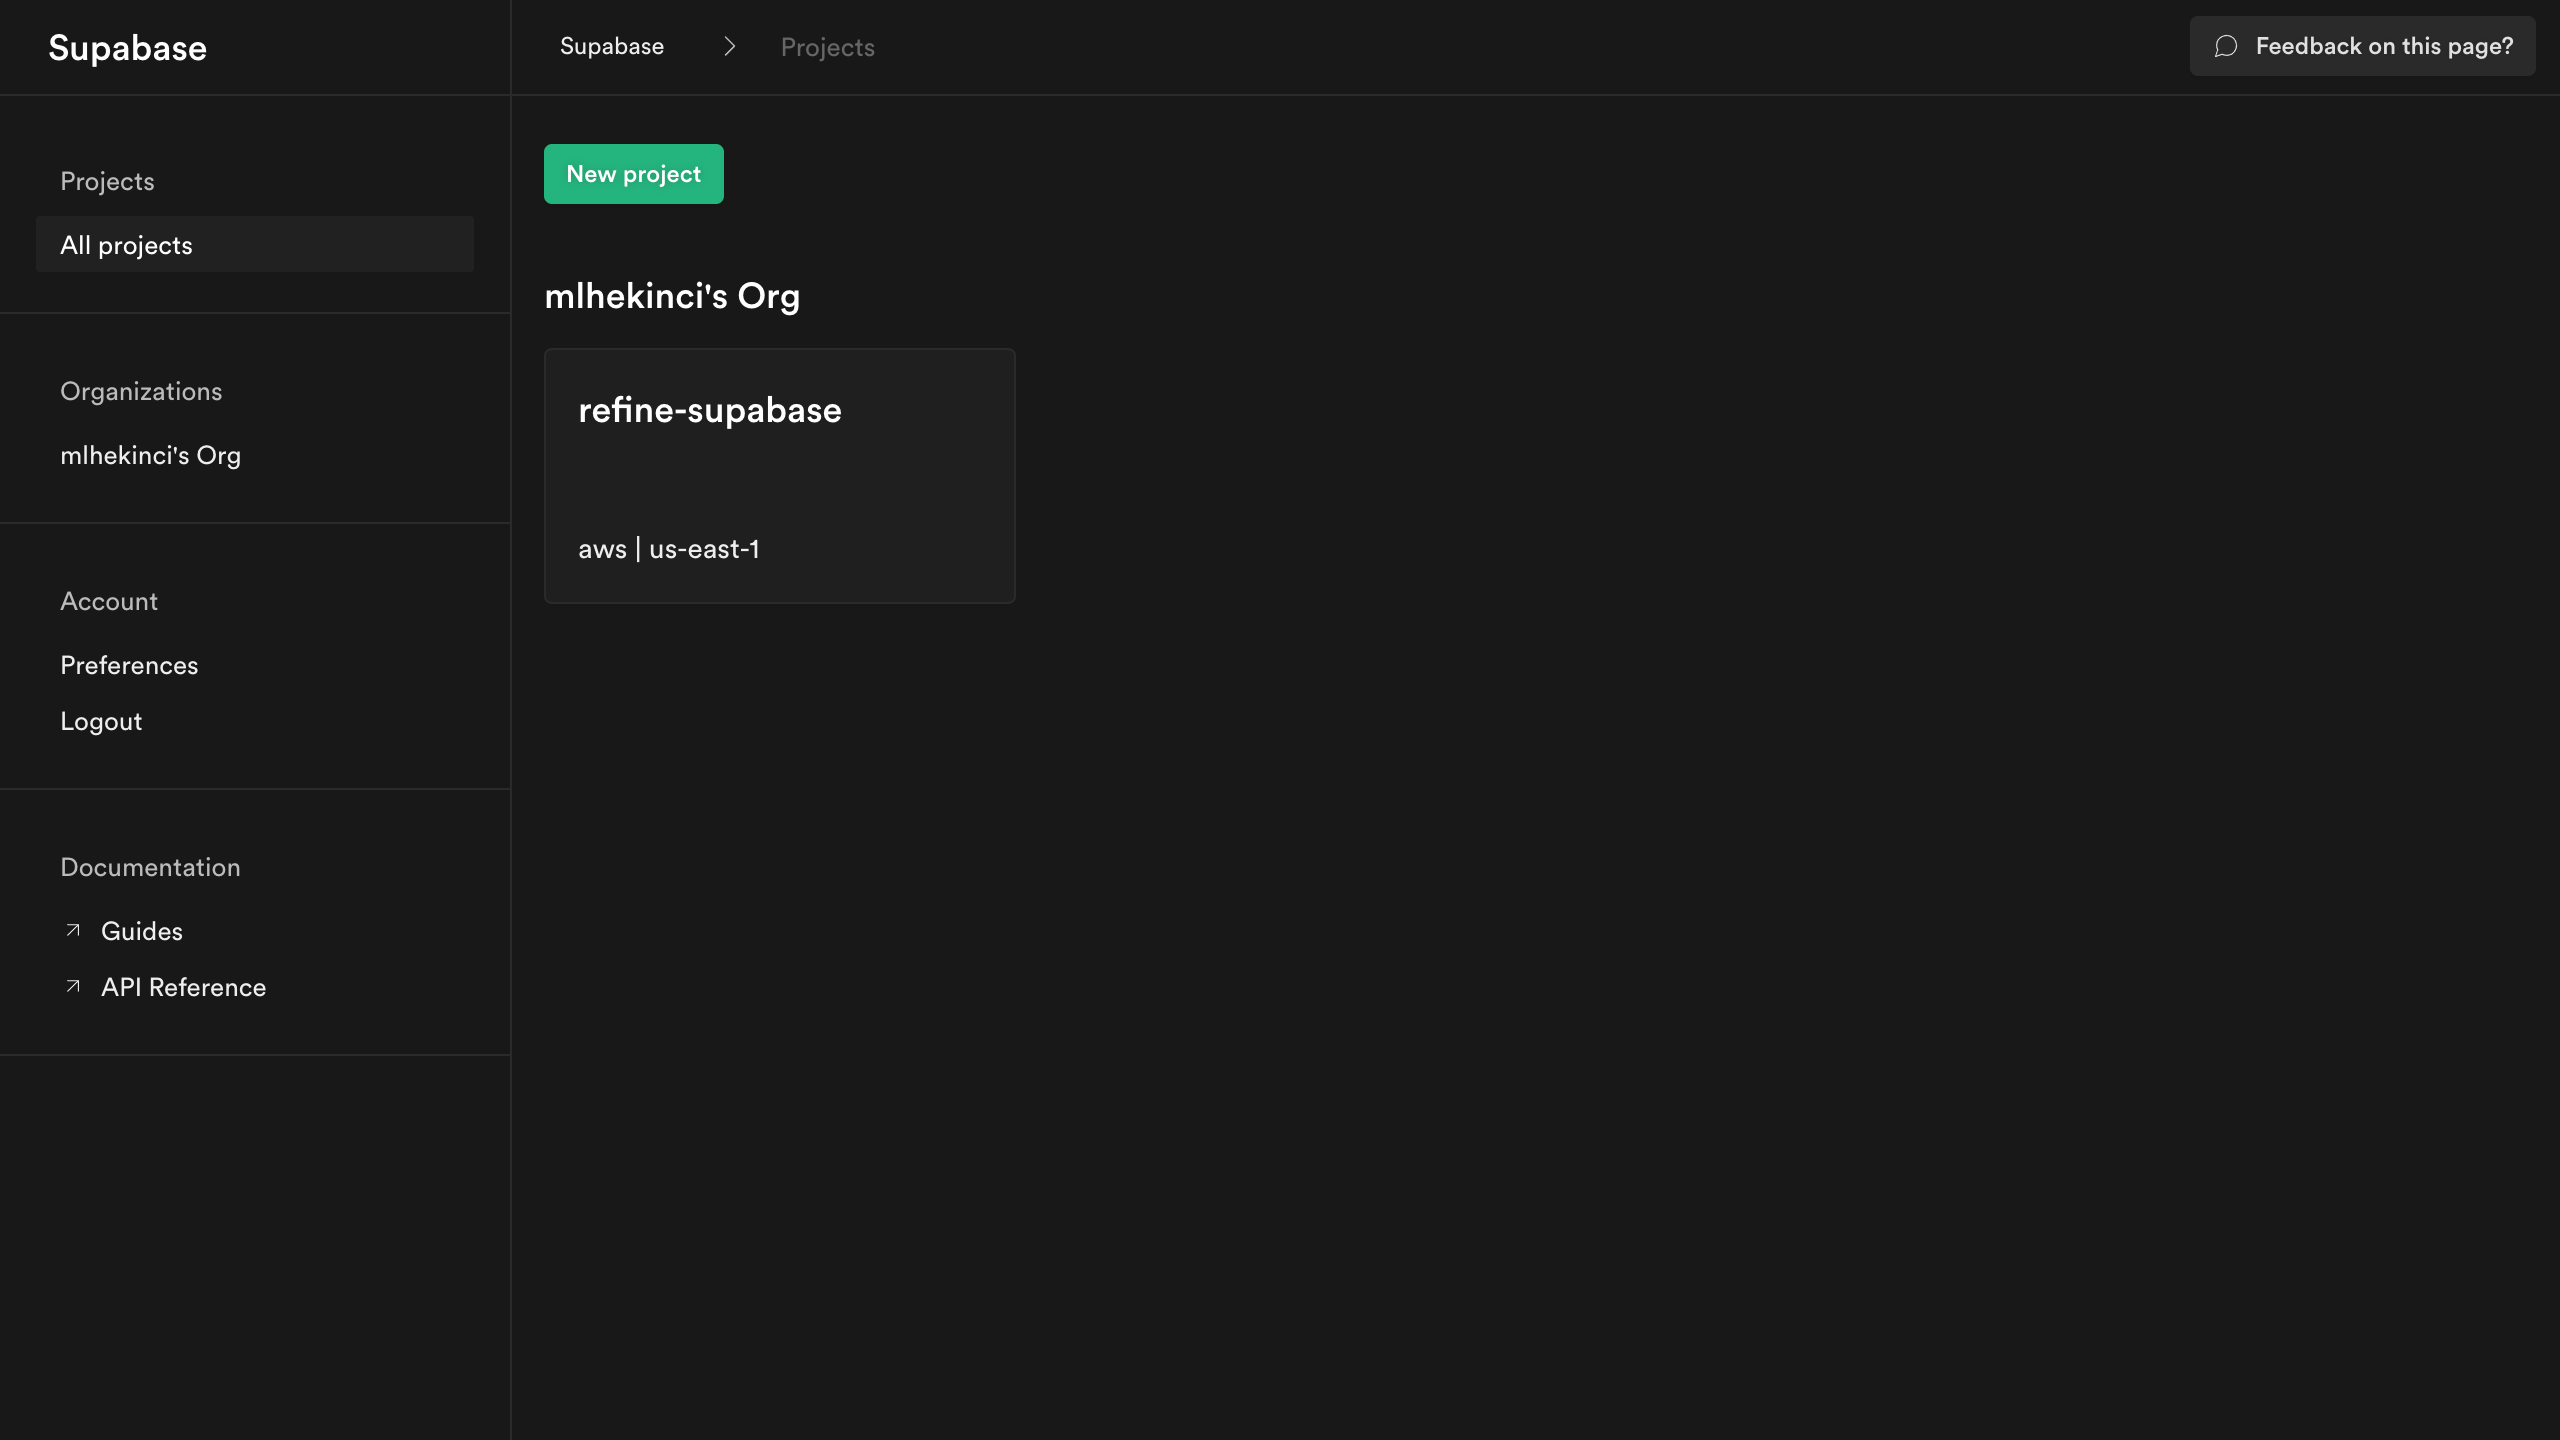 Supabase
Supabase
Projects
Feedback on this page?
Projects
All projects
Organizations
mlhekinci's Org
Account
Preferences
Logout
Documentation
Guides
API Reference
New project
mlhekinci's Org
refine-supabase
aws | us-east-1